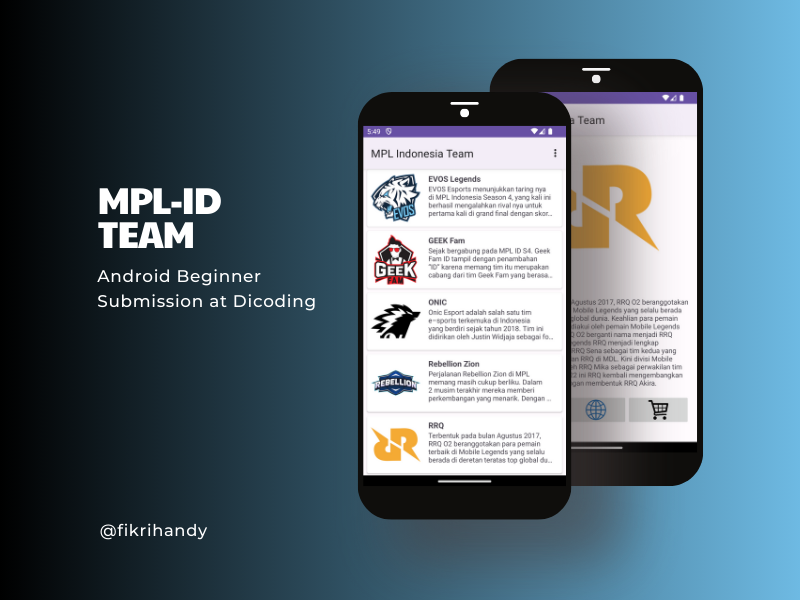 MPL-ID
TEAM
Android Beginner
Submission at Dicoding
@fikrihandy
5:49
MPL Indonesia Team
EVOS
EVOS Legends
EVOS Esports menunjukkan taring nya
di MPL Indonesia Season 4, yang kali ini
berhasil mengalahkan rival nya untuk
pertama kali di grand final dengan skor...
GEEK
FAM
GEEK Fam
Sejak bergabung pada MPL ID S4. Geek
Fam ID tampil dengan penambahan
"ID" karena memang tim itu merupakan
cabang dari tim Geek Fam yang berasa...
ONIC
Onic Esport adalah salah satu tim
e-sports terkemuka di Indonesia
yang berdiri sejak tahun 2018. Tim ini
didirikan oleh Justin Widjaja sebagai fo...
REBELLION
Rebellion Zion
Perjalanan Rebellion Zion di MPL
memang masih cukup berliku. Dalam
2 musim terakhir mereka memberi
perkembangan yang menarik. Dengan ...
RRQ
Terbentuk pada bulan Agustus 2017,
RRQ O2 beranggotakan para pemain
terbaik di Mobile Legends yang selalu
berada di deretan teratas top global du...
a Team
Agustus 2017, RRQ O2 beranggotakan
Mobile Legends yang selalu berada
global dunia. Keahlian para pemain
diakui oleh pemain Mobile Legends
O2 berganti nama menjadi RRQ
gends RRQ menjadi lengkap
RRQ Sena sebagai tim kedua yang
an RRQ di MDL. Kini divisi Mobile
n RRQ Mika sebagai perwakilan tim
22 ini RRQ kembali mengembangkan
gan membentuk RRQ Akira.